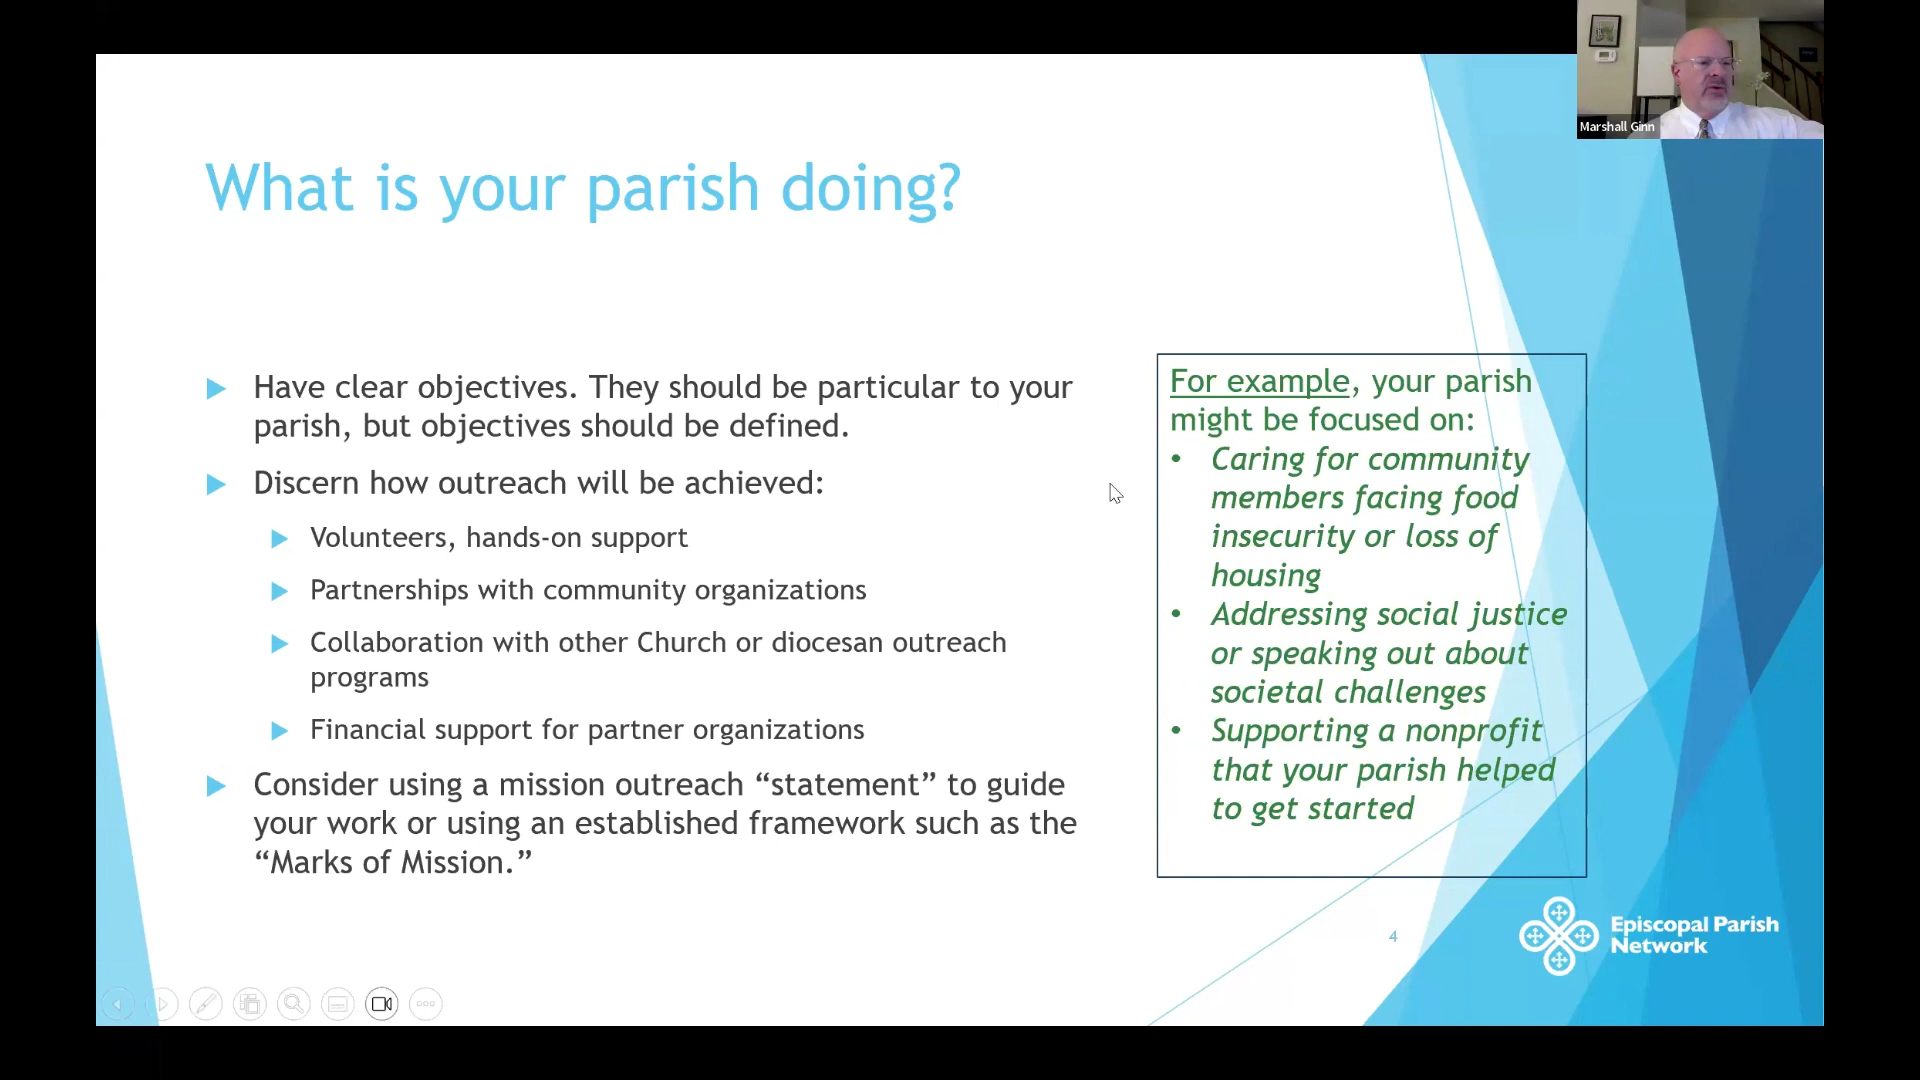 Marshall Ginn
What is your parish doing?
Have clear objectives. They should be particular to your
parish, but objectives should be defined.
Discern how outreach will be achieved:
Volunteers, hands-on support
Partnerships with community organizations
Collaboration with other Church or diocesan outreach
programs
Financial support for partner organizations
Consider using a mission outreach “statement” to guide
your work or using an established framework such as the
“Marks of Mission.”
For example, your parish
might be focused on:
• Caring for community
members facing food
insecurity or loss of
housing
• Addressing social justice
or speaking out about
societal challenges
• Supporting a nonprofit
that your parish helped
to get started
4
Episcopal Parish
Network